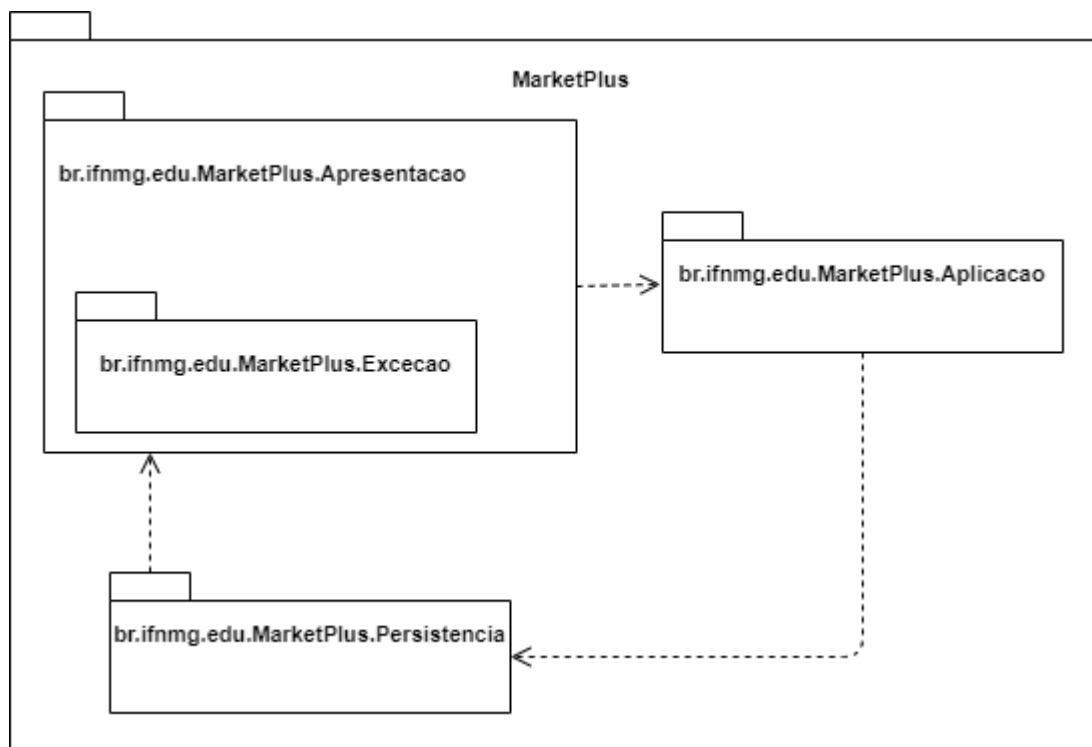 MarketPlus
br.ifnmg.edu.MarketPlus.Apresentacao
br.ifnmg.edu.MarketPlus.Aplicacao
br.ifnmg.edu.MarketPlus.Excecao
br.ifnmg.edu.MarketPlus.Persistencia